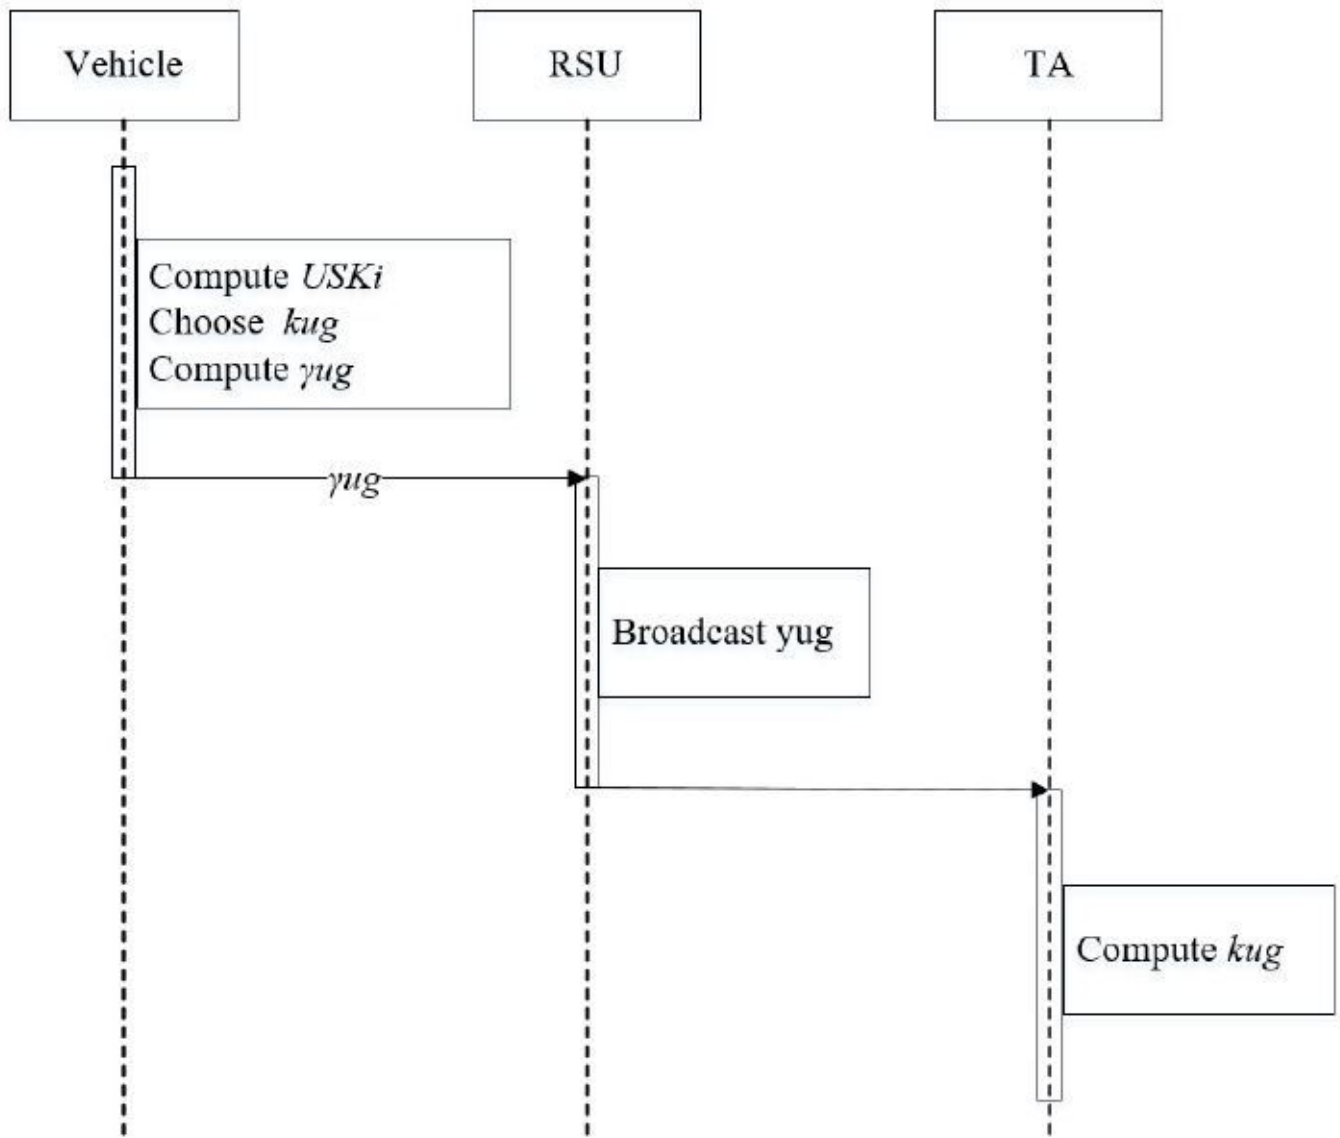 Vehicle
RSU
TA
Compute USKi
Choose kug
Compute γug
γug
Broadcast yug
Compute kug